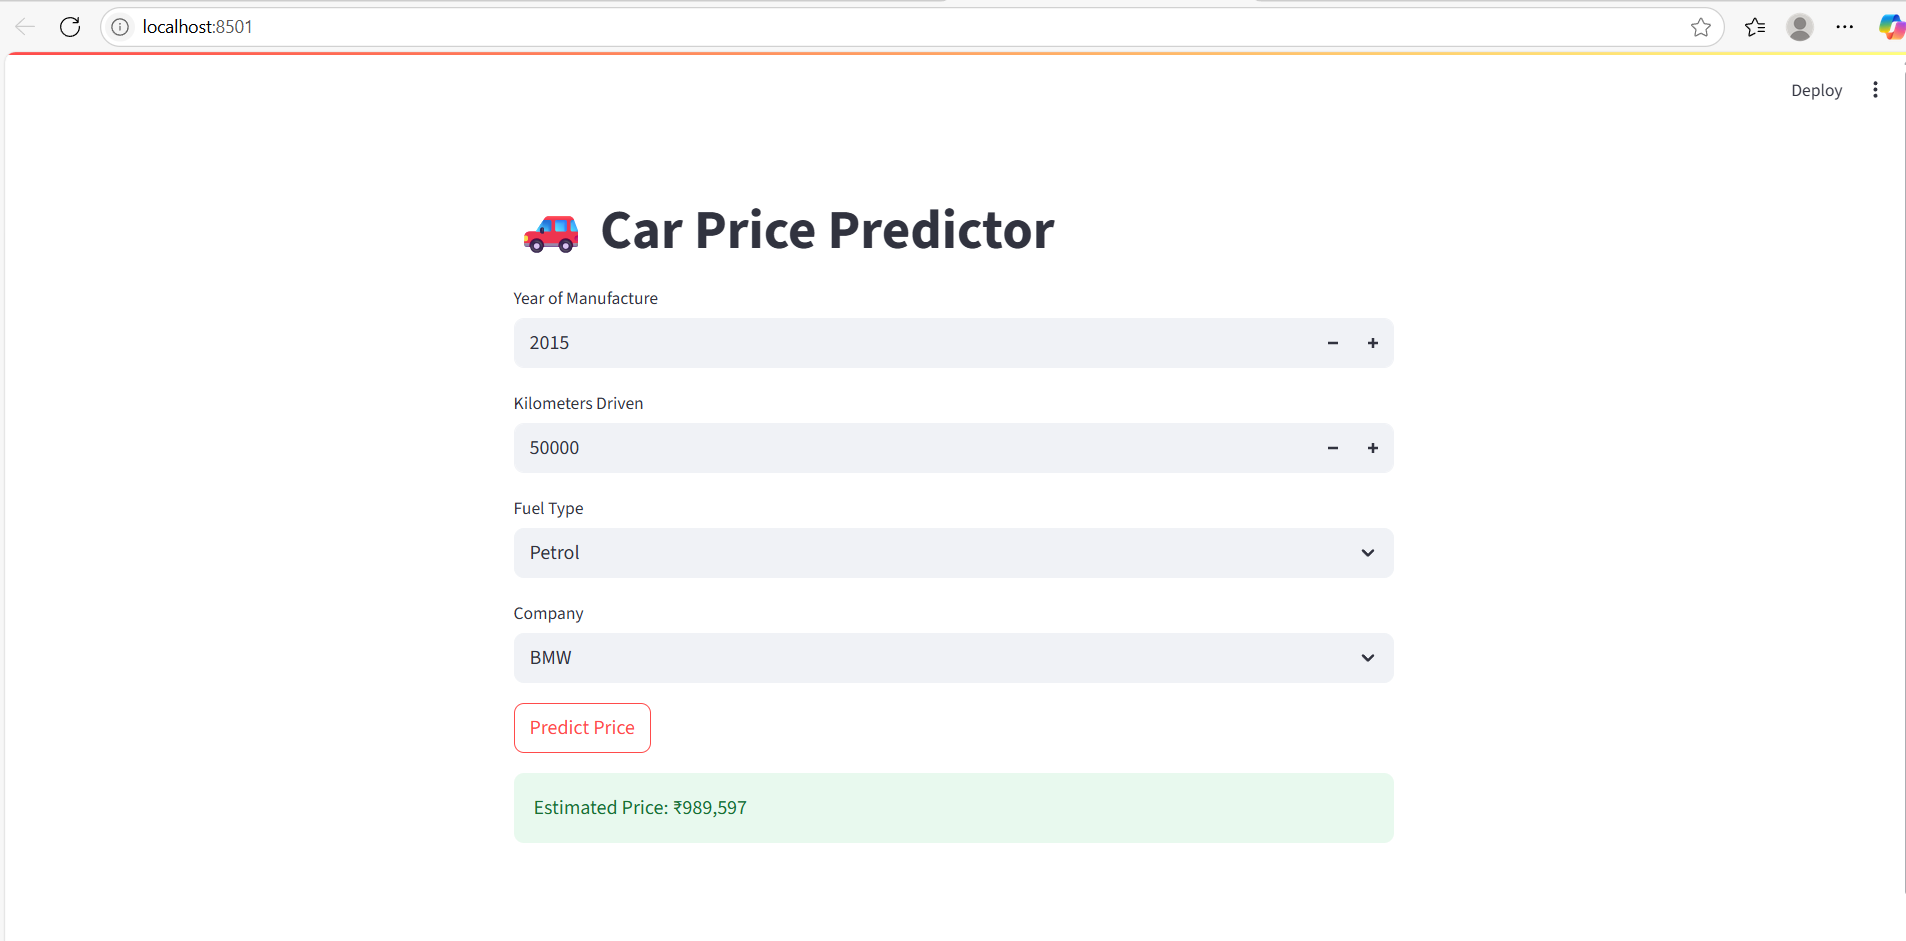 localhost:8501
Deploy
Car Price Predictor
Year of Manufacture
2015
Kilometers Driven
50000
Fuel Type
Petrol
Company
BMW
Predict Price
Estimated Price: ₹989,597